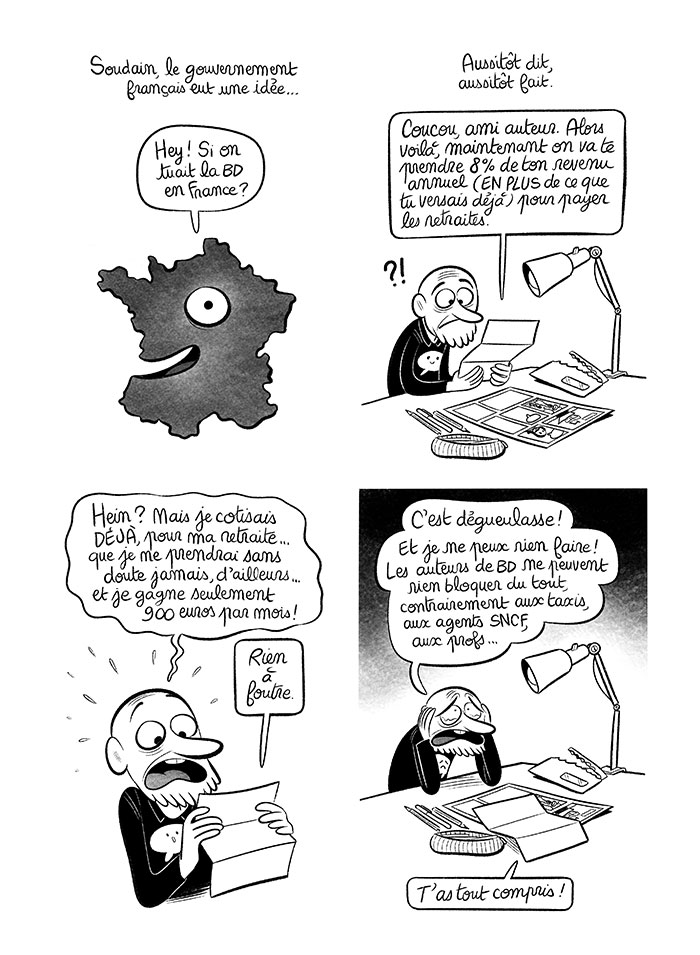 Soudain, le gouvernement
français eut une idée...
Hey! Si on
tuait la BD
en France?
Aussitôt dit,
aussitôt fait.
Coucou, ami auteur. Alors
voilà, maintenant on va te
prendre 8% de ton revenu
annuel (EN PLUS de ce que
tu versais déjà) pour payer
les retraites.
?!
Hein? Mais je cotisais
DÉJÀ, pour ma retraite...
que je ne prendrai sans
doute jamais, d'ailleurs...
et je gagne seulement
900 euros par mois!
Rien
à
foutre.
C'est dégueulasse!
Et je ne peux rien faire!
Les auteurs de BD ne peuvent
rien bloquer du tout,
contrairement aux taxis,
aux agents SNCF,
aux profs...
T'as tout compris!